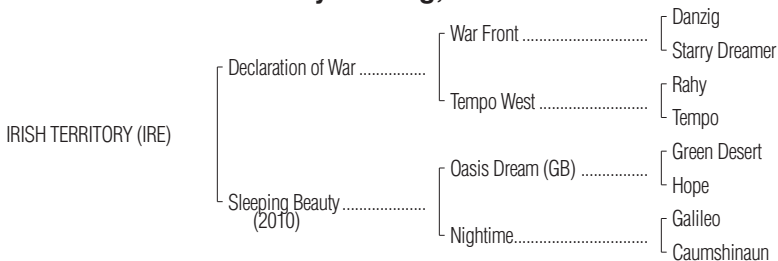 Danzig
War Front ..............................
Starry Dreamer
Declaration of War ................
Rahy
Tempo West ..........................
Tempo
IRISH TERRITORY (IRE)
Green Desert
Oasis Dream (GB) ................
Hope
Sleeping Beauty ....................
(2010)
Galileo
Nightime................................
Caumshinaun